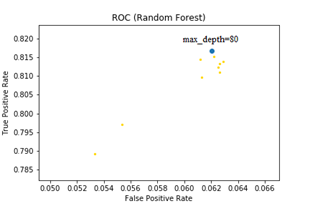 ROC (Random Forest)
max_depth=80
True Positive Rate
0.820
0.815
0.810
0.805
0.800
0.795
0.790
0.785
0.050 0.052 0.054 0.056 0.058 0.060 0.062 0.064 0.066
False Positive Rate